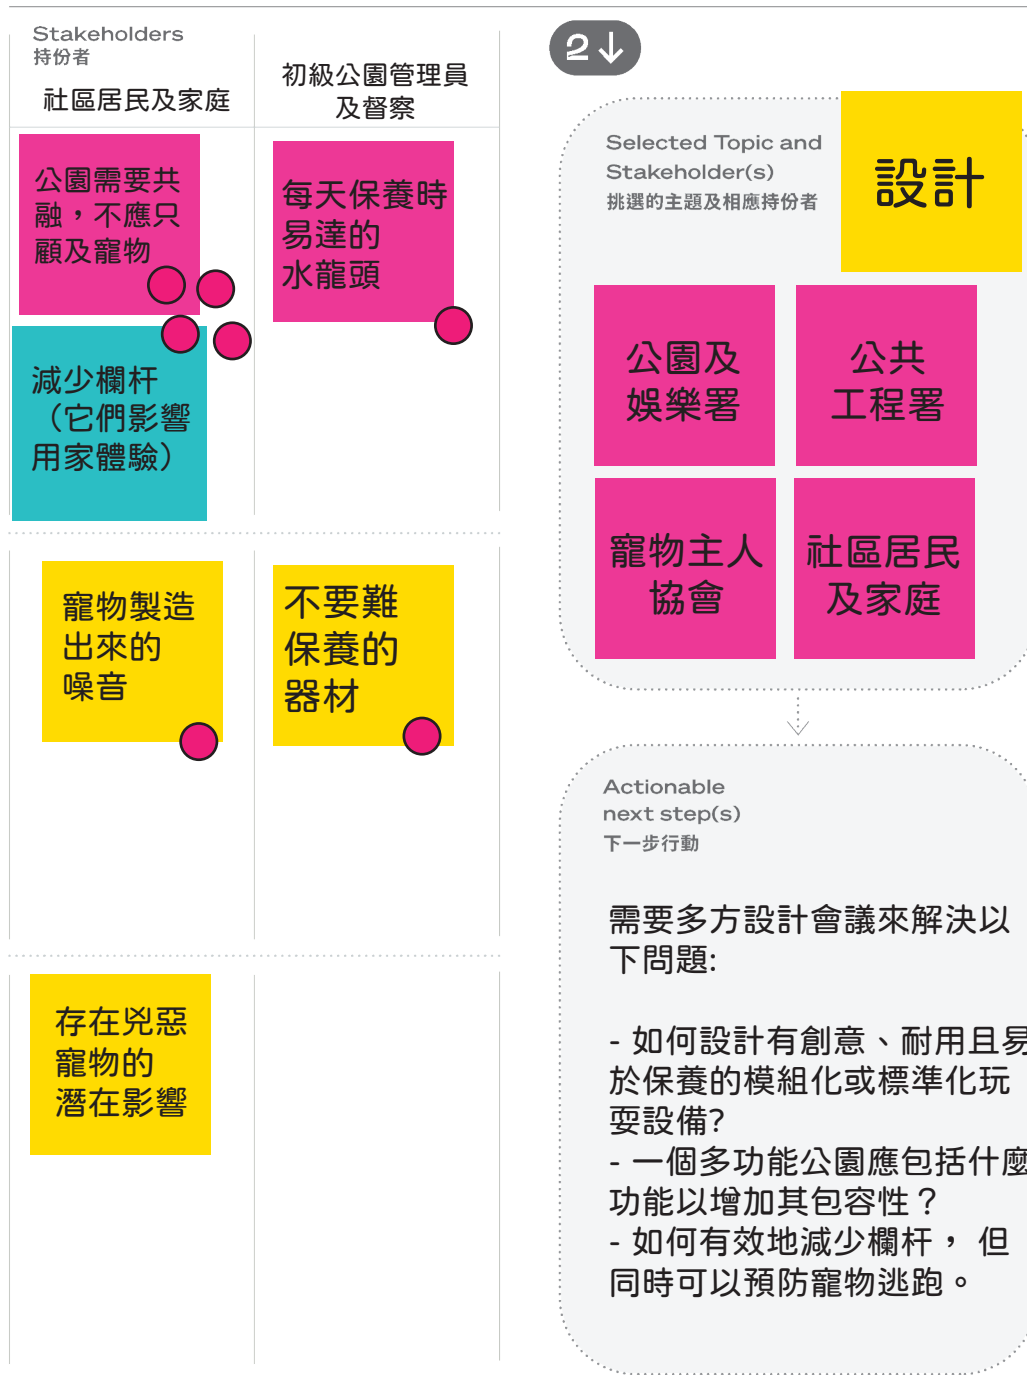 Stakeholders
持份者
社區居民及家庭
初級公園管理員
及督察
公園需要共
融，不應只
顧及寵物
每天保養時
易達的
水龍頭
減少欄杆
（它們影響
用家體驗）
寵物製造
出來的
噪音
不要難
保養的
器材
存在兇惡
寵物的
潛在影響
2↓
Selected Topic and
Stakeholder(s)
挑選的主題及相應持份者
設計
公園及
娛樂署
公共
工程署
寵物主人
協會
社區居民
及家庭
Actionable
next step(s)
下一步行動
需要多方設計會議來解決以
下問題:
- 如何設計有創意、耐用且易
於保養的模組化或標準化玩
耍設備?
- 一個多功能公園應包括什麼
功能以增加其包容性？
- 如何有效地減少欄杆， 但
同時可以預防寵物逃跑。